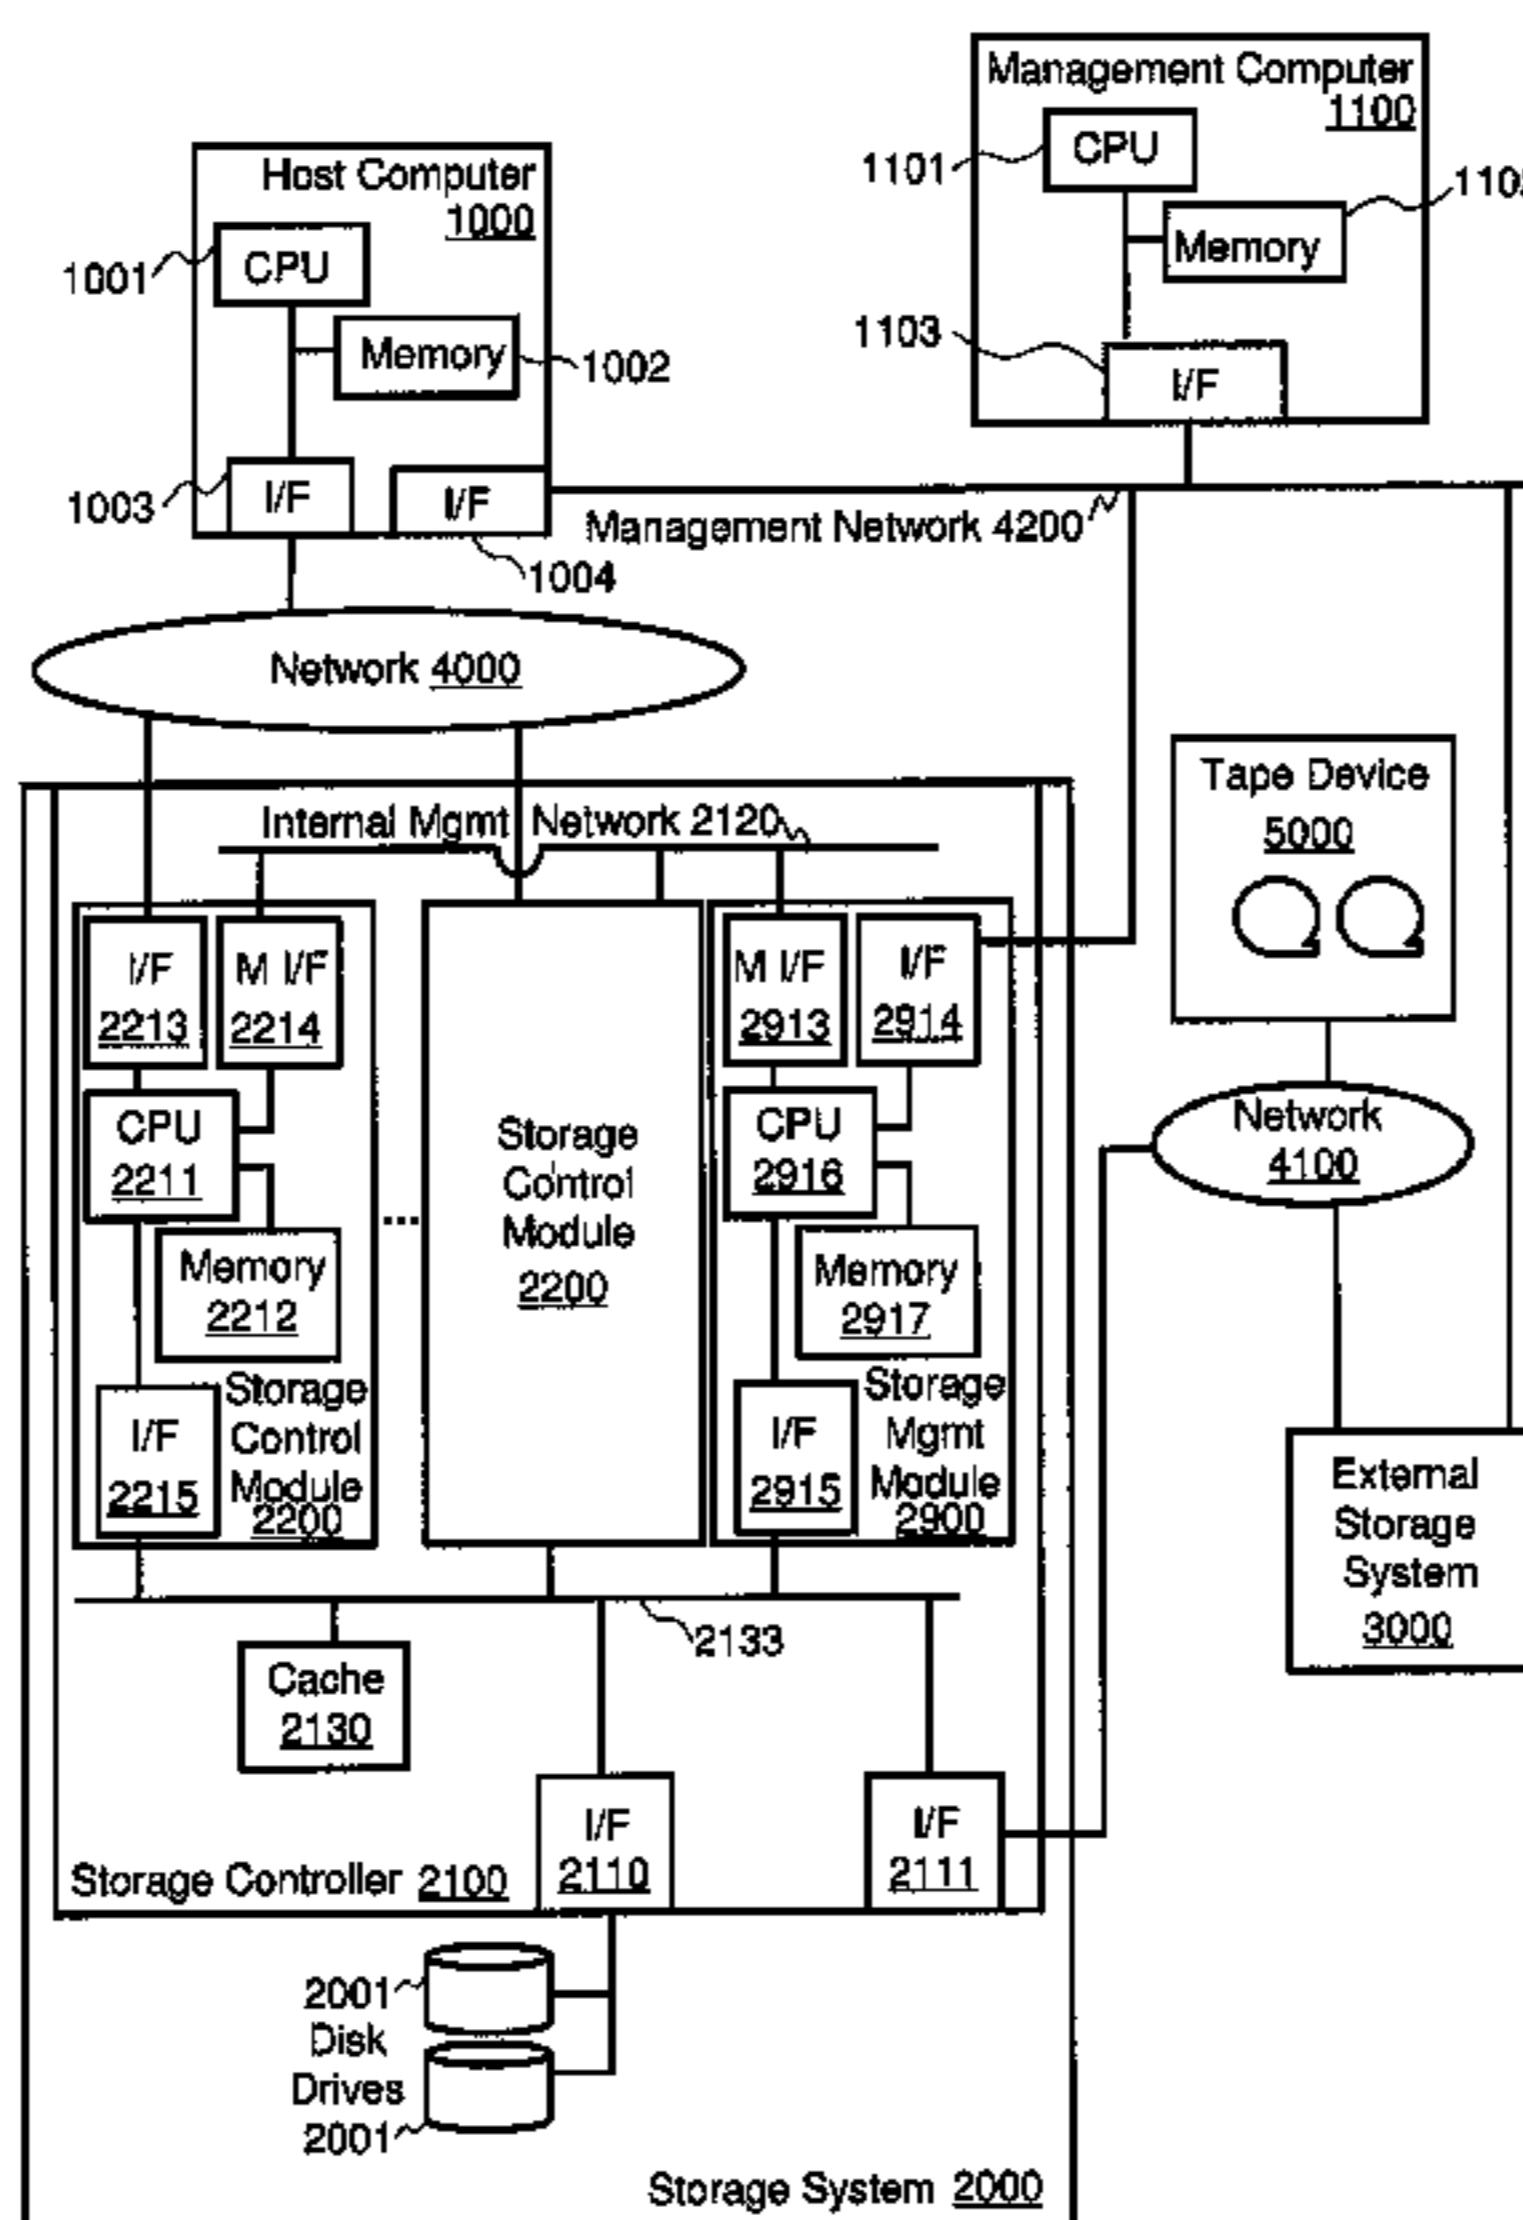 Management Computer
1100
CPU
1101
Memory
1103
I/F
Host Computer
1000
1001
CPU
Memory
1002
1003
I/F
I/F
1004
Management Network 4200
Network 4000
Internal Mgmt Network 2120
I/F
2213
M I/F
2214
CPU
2211
Memory
2212
I/F
2215
Storage
Control
Module
2200
...
Storage
Control
Module
2200
M I/F
2913
I/F
2914
CPU
2916
Memory
2917
I/F
2915
Storage
Mgmt
Module
2900
Tape Device
5000
Network
4100
External
Storage
System
3000
2133
Cache
2130
I/F
2110
I/F
2111
Storage Controller 2100
2001
Disk
Drives
2001
Storage System 2000